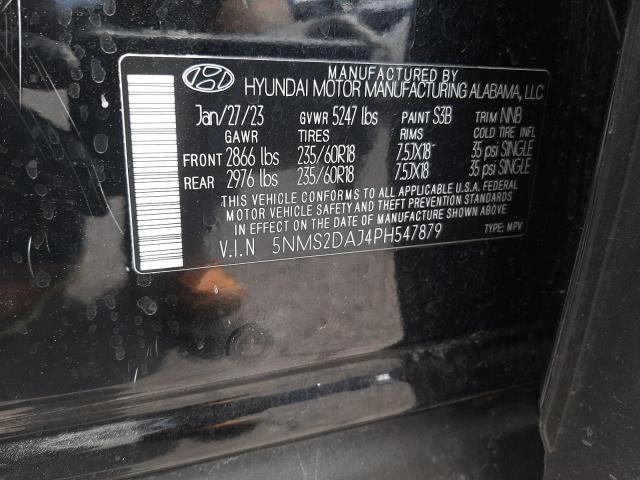 MANUFACTURED BY
HYUNDAI MOTOR MANUFACTURING ALABAMA, LLC
Jan/27/23 GVWR 5247 lbs PAINT S3B TRIM NNB
GAWR TIRES RIMS COLD TIRE INFL
FRONT 2866 lbs 235/60R18 7.5JX18 35 psi SINGLE
REAR 2976 lbs 235/60R18 7.5JX18 35 psi SINGLE
THIS VEHICLE CONFORMS TO ALL APPLICABLE U.S.A. FEDERAL
MOTOR VEHICLE SAFETY AND THEFT PREVENTION STANDARDS
IN EFFECT ON THE DATE OF MANUFACTURE SHOWN ABOVE.
V.I.N 5NMS2DAJ4PH547879 TYPE: MPV